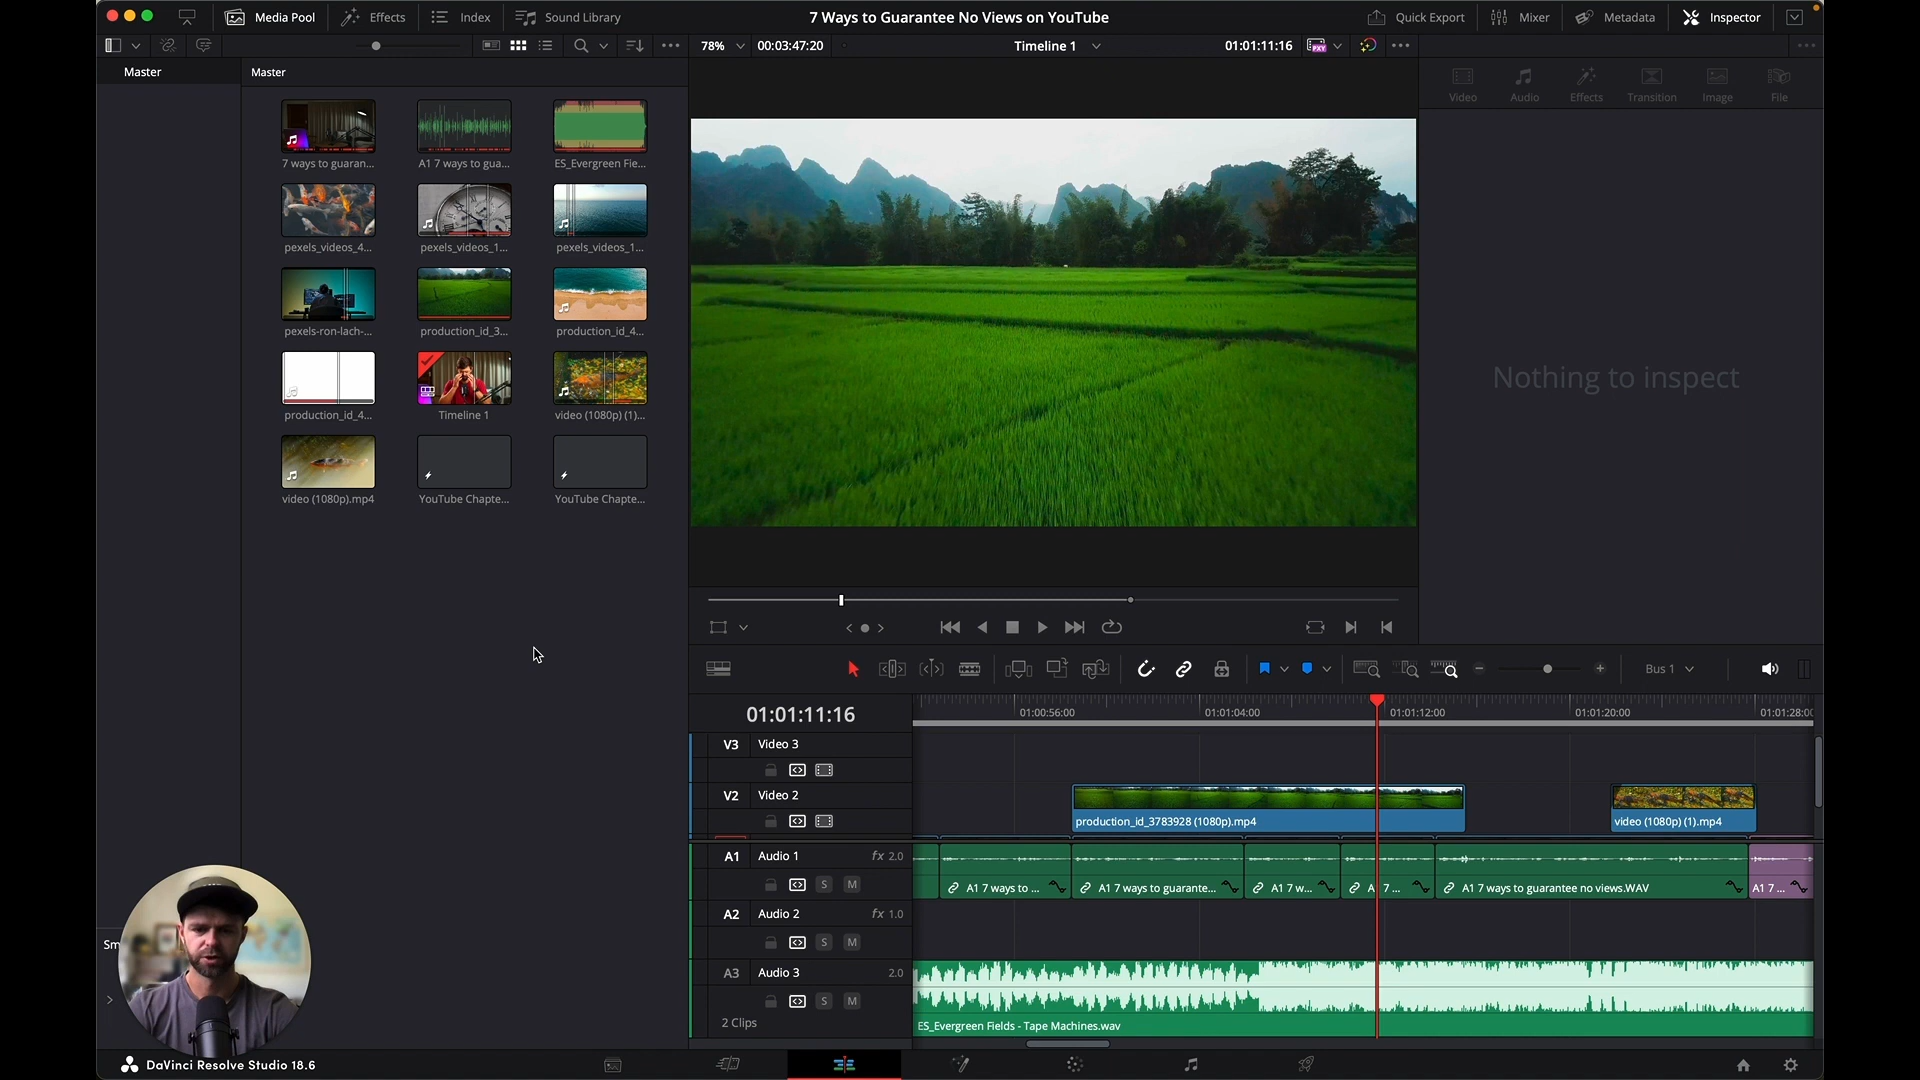 Media Pool
Effects
Index
Sound Library
7 Ways to Guarantee No Views on YouTube
Quick Export
Mixer
Metadata
Inspector
78%
00:03:47:20
Timeline 1
01:01:11:16
Master
Master
Video
Audio
Effects
Transition
Image
File
7 ways to guaran...
A1 7 ways to gua...
ES_Evergreen Fie...
pexels_videos_4...
pexels_videos_1...
pexels_videos_1...
pexels-ron-lach-...
production_id_3...
production_id_4...
production_id_4...
Timeline 1
video (1080p) (1)...
video (1080p).mp4
YouTube Chapte...
YouTube Chapte...
Nothing to inspect
Bus 1
01:01:11:16
01:00:56:00
01:01:04:00
01:01:12:00
01:01:20:00
01:01:28:00
V3 Video 3
V2 Video 2
production_id_3783928 (1080p).mp4
video (1080p) (1).mp4
A1 Audio 1 fx 2.0
S M
A1 7 ways to ...
A1 7 ways to guarante...
A1 7 w...
A1 7 ...
A1 7 ways to guarantee no views.WAV
A1 7 ...
A2 Audio 2 fx 1.0
S M
A3 Audio 3 2.0
S M
2 Clips
ES_Evergreen Fields - Tape Machines.wav
Sm
DaVinci Resolve Studio 18.6